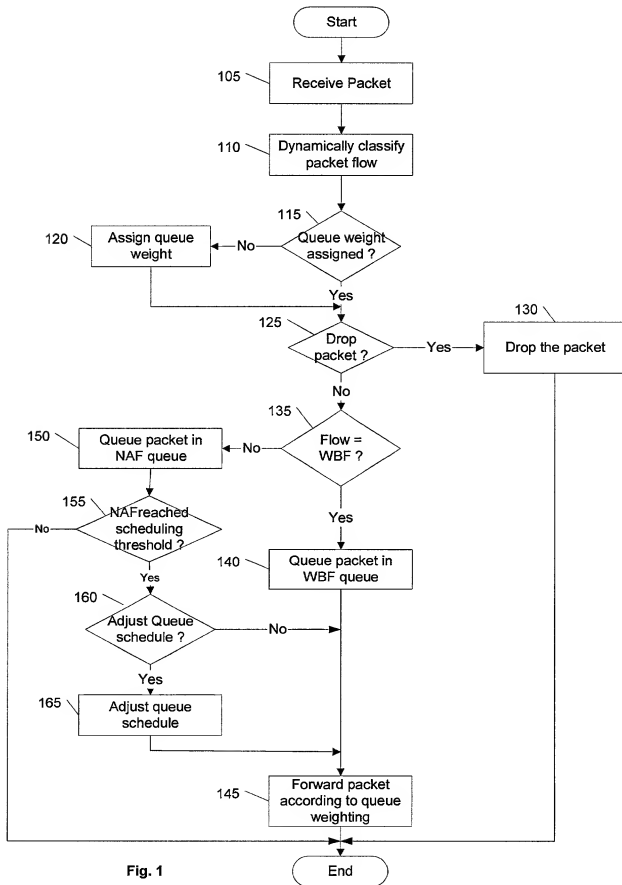 Start
105
Receive Packet
110
Dynamically classify
packet flow
115
Queue weight
assigned ?
120
Assign queue
weight
No
Yes
125
Drop
packet ?
Yes
130
Drop the packet
No
135
Flow =
WBF
?
No
150
Queue packet in
NAF queue
155
NAFreached
scheduling
threshold ?
No
Yes
Yes
140
Queue packet in
WBF queue
160
Adjust Queue
schedule ?
No
Yes
165
Adjust queue
schedule
145
Forward packet
according to queue
weighting
Fig. 1
End